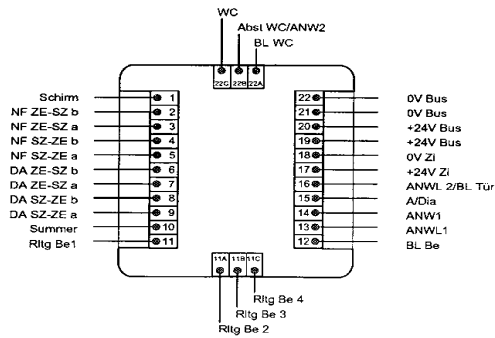 WC
Abst WC/ANW2
BL WC
22C 22B 22A
Schirm 1
NF ZE-SZ b 2
NF ZE-SZ a 3
NF SZ-ZE b 4
NF SZ-ZE a 5
DA ZE-SZ b 6
DA ZE-SZ a 7
DA SZ-ZE b 8
DA SZ-ZE a 9
Summer 10
Rltg Be1 11
22 0V Bus
21 0V Bus
20 +24V Bus
19 +24V Bus
18 0V Zi
17 +24V Zi
16 ANWL 2/BL Tür
15 A/Dia
14 ANW1
13 ANWL1
12 BL Be
11A 11B 11C
Rltg Be 4
Rltg Be 3
Rltg Be 2